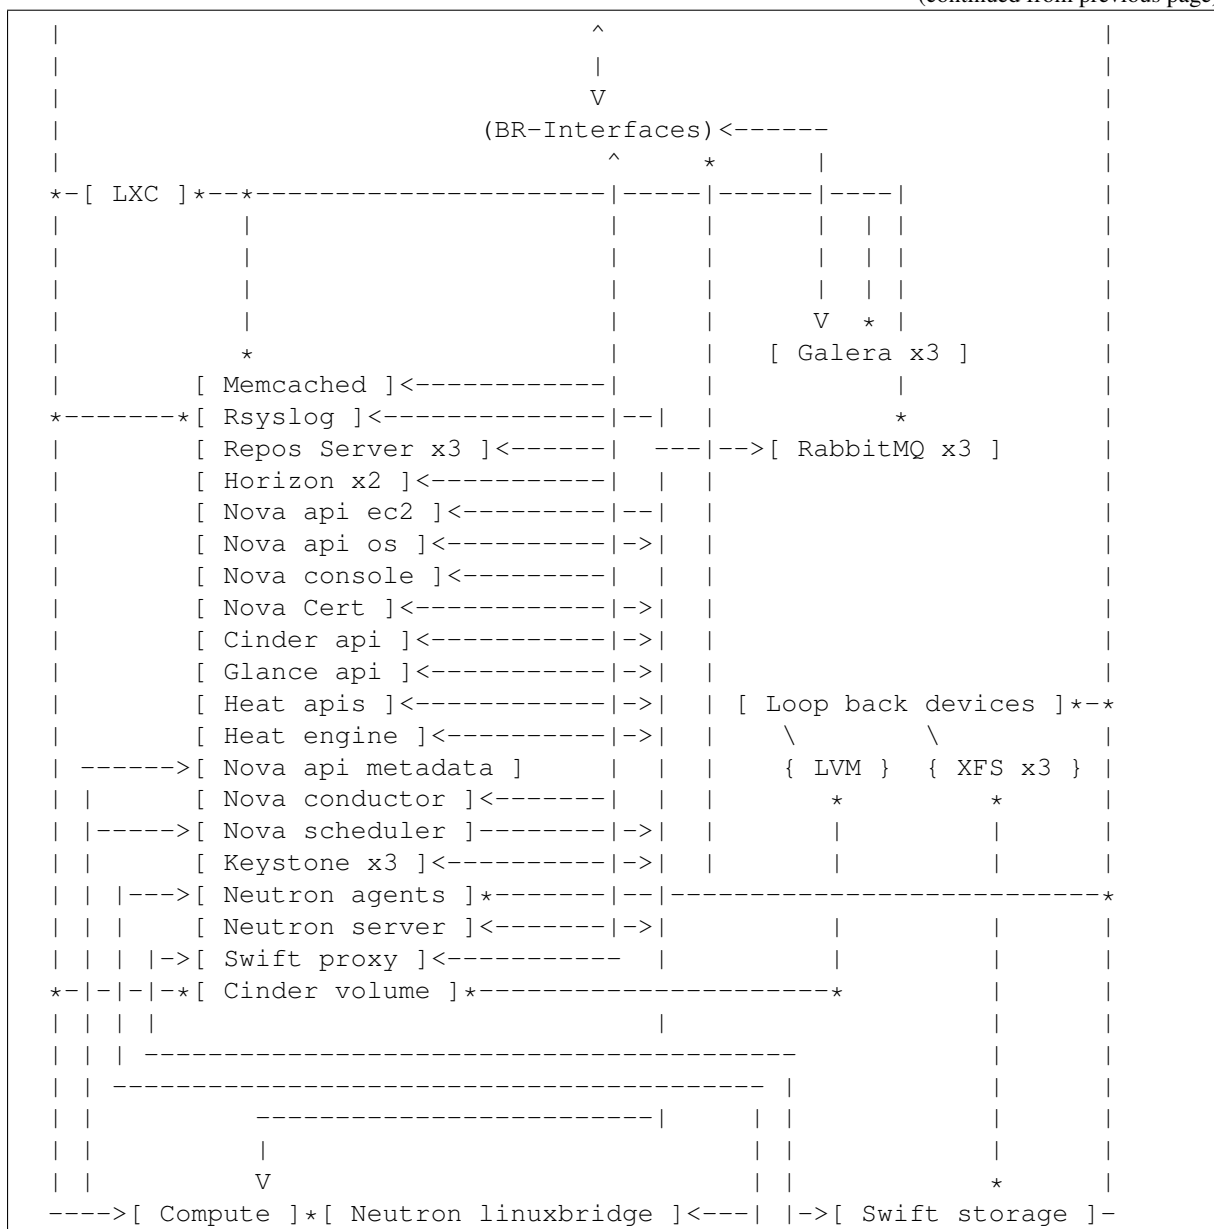 (continued from previous page)
|                                  ^                               |
|                                  |                               |
|                                  V                               |
|                           (BR-Interfaces)<------                 |
|                                   ^     *      |                 |
*-[ LXC ]*--*----------------------|-----|------|----|             |
|           |                      |     |      |  | |             |
|           |                      |     |      |  | |             |
|           |                      |     |      |  | |             |
|           |                      |     |      V  * |             |
|           *                      |     |   [ Galera x3 ]         |
|        [ Memcached ]<------------|     |           |             |
*-------*[ Rsyslog ]<--------------|--|  |           *             |
|        [ Repos Server x3 ]<------|  ---|-->[ RabbitMQ x3 ]       |
|        [ Horizon x2 ]<-----------|  |  |                         |
|        [ Nova api ec2 ]<---------|--|  |                         |
|        [ Nova api os ]<----------|->|  |                         |
|        [ Nova console ]<---------|  |  |                         |
|        [ Nova Cert ]<------------|->|  |                         |
|        [ Cinder api ]<-----------|->|  |                         |
|        [ Glance api ]<-----------|->|  |                         |
|        [ Heat apis ]<------------|->|  | [ Loop back devices ]*-*
|        [ Heat engine ]<----------|->|  |    \        \          |
| ------>[ Nova api metadata ]     |  |  |    { LVM }  { XFS x3 } |
| |      [ Nova conductor ]<-------|  |  |       *         *      |
| |----->[ Nova scheduler ]--------|->|  |       |         |      |
| |      [ Keystone x3 ]<----------|->|  |       |         |      |
| | |--->[ Neutron agents ]*-------|--|---------------------------*
| | |    [ Neutron server ]<-------|->|          |         |      |
| | | |->[ Swift proxy ]<-----------  |          |         |      |
*-|-|-|-*[ Cinder volume ]*----------------------*         |      |
| | | |                               |                    |      |
| | | -----------------------------------------            |      |
| | ----------------------------------------- |            |      |
| |          -------------------------|     | |            |      |
| |          |                              | |            |      |
| |          V                              | |            *      |
---->[ Compute ]*[ Neutron linuxbridge ]<---| |->[ Swift storage ]-